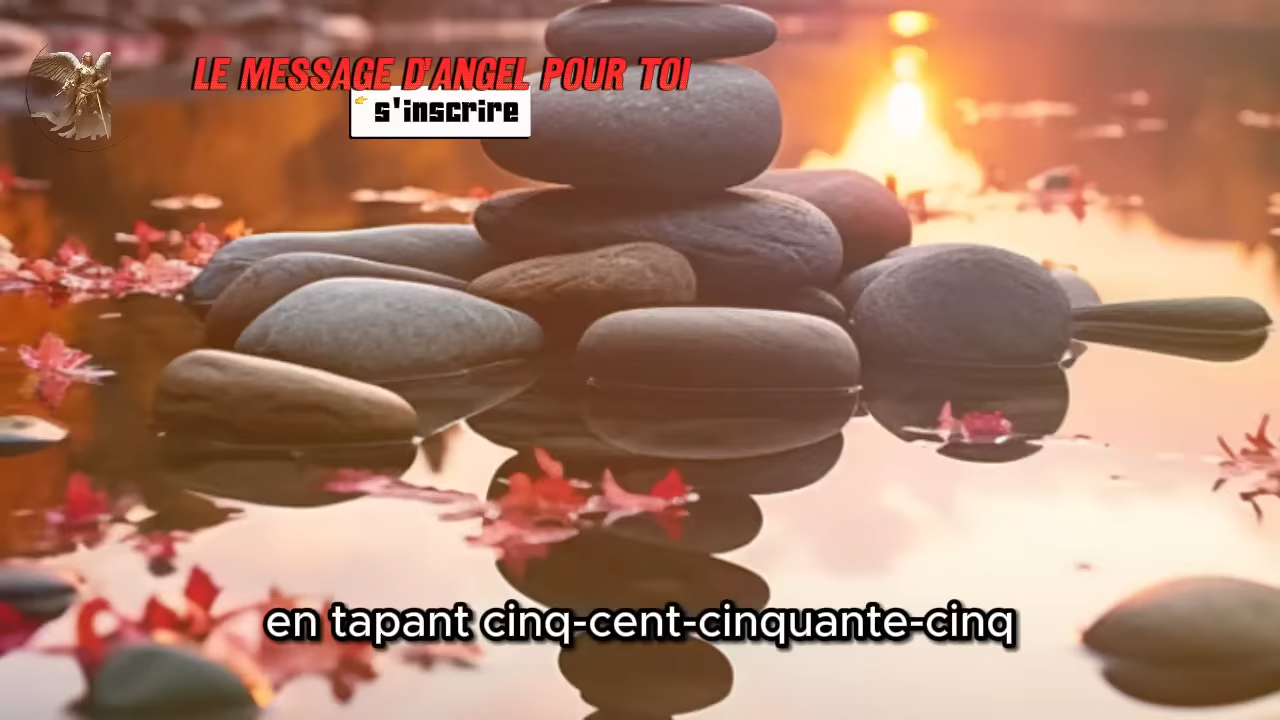 LE MESSAGE D'ANGEL POUR TOI
👉 s'inscrire
en tapant cinq-cent-cinquante-cinq